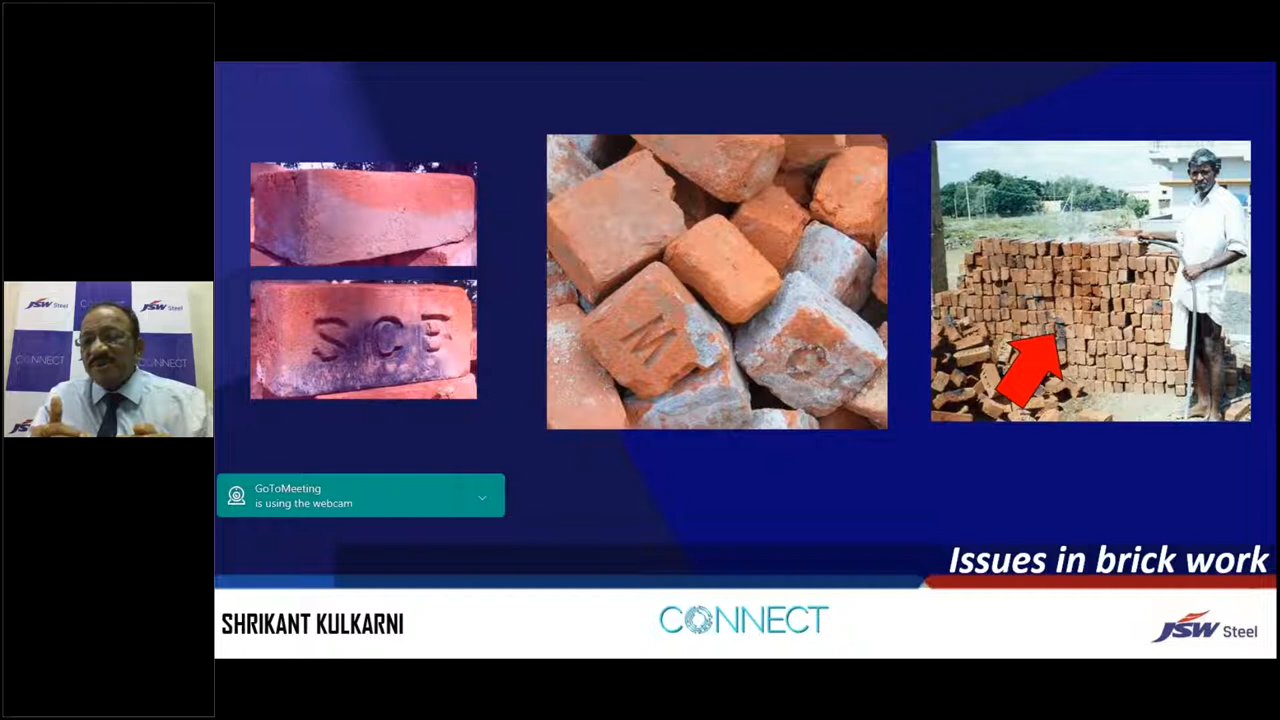 JSW Steel
JSW Steel
CONNECT
CONNECT
SCF
M
GoToMeeting
is using the webcam
Issues in brick work
SHRIKANT KULKARNI
CONNECT
JSW Steel